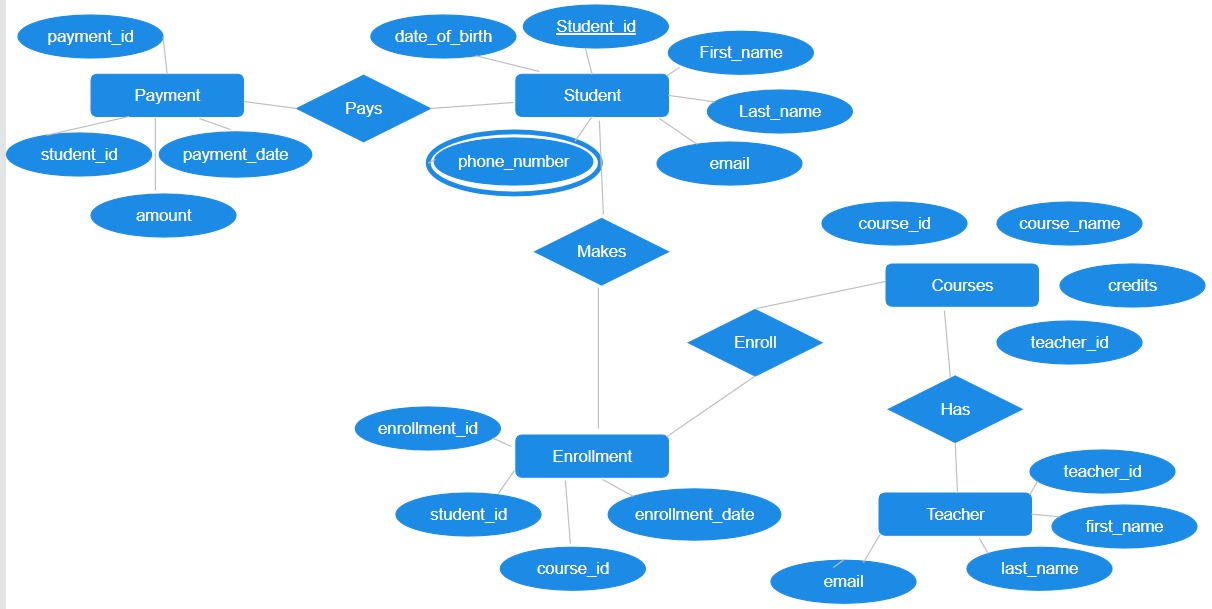 payment_id
date_of_birth
Student_id
First_name
Payment
Pays
Student
Last_name
student_id
payment_date
phone_number
email
amount
course_id
course_name
Makes
Courses
credits
Enroll
teacher_id
Has
enrollment_id
Enrollment
teacher_id
student_id
enrollment_date
Teacher
first_name
course_id
email
last_name